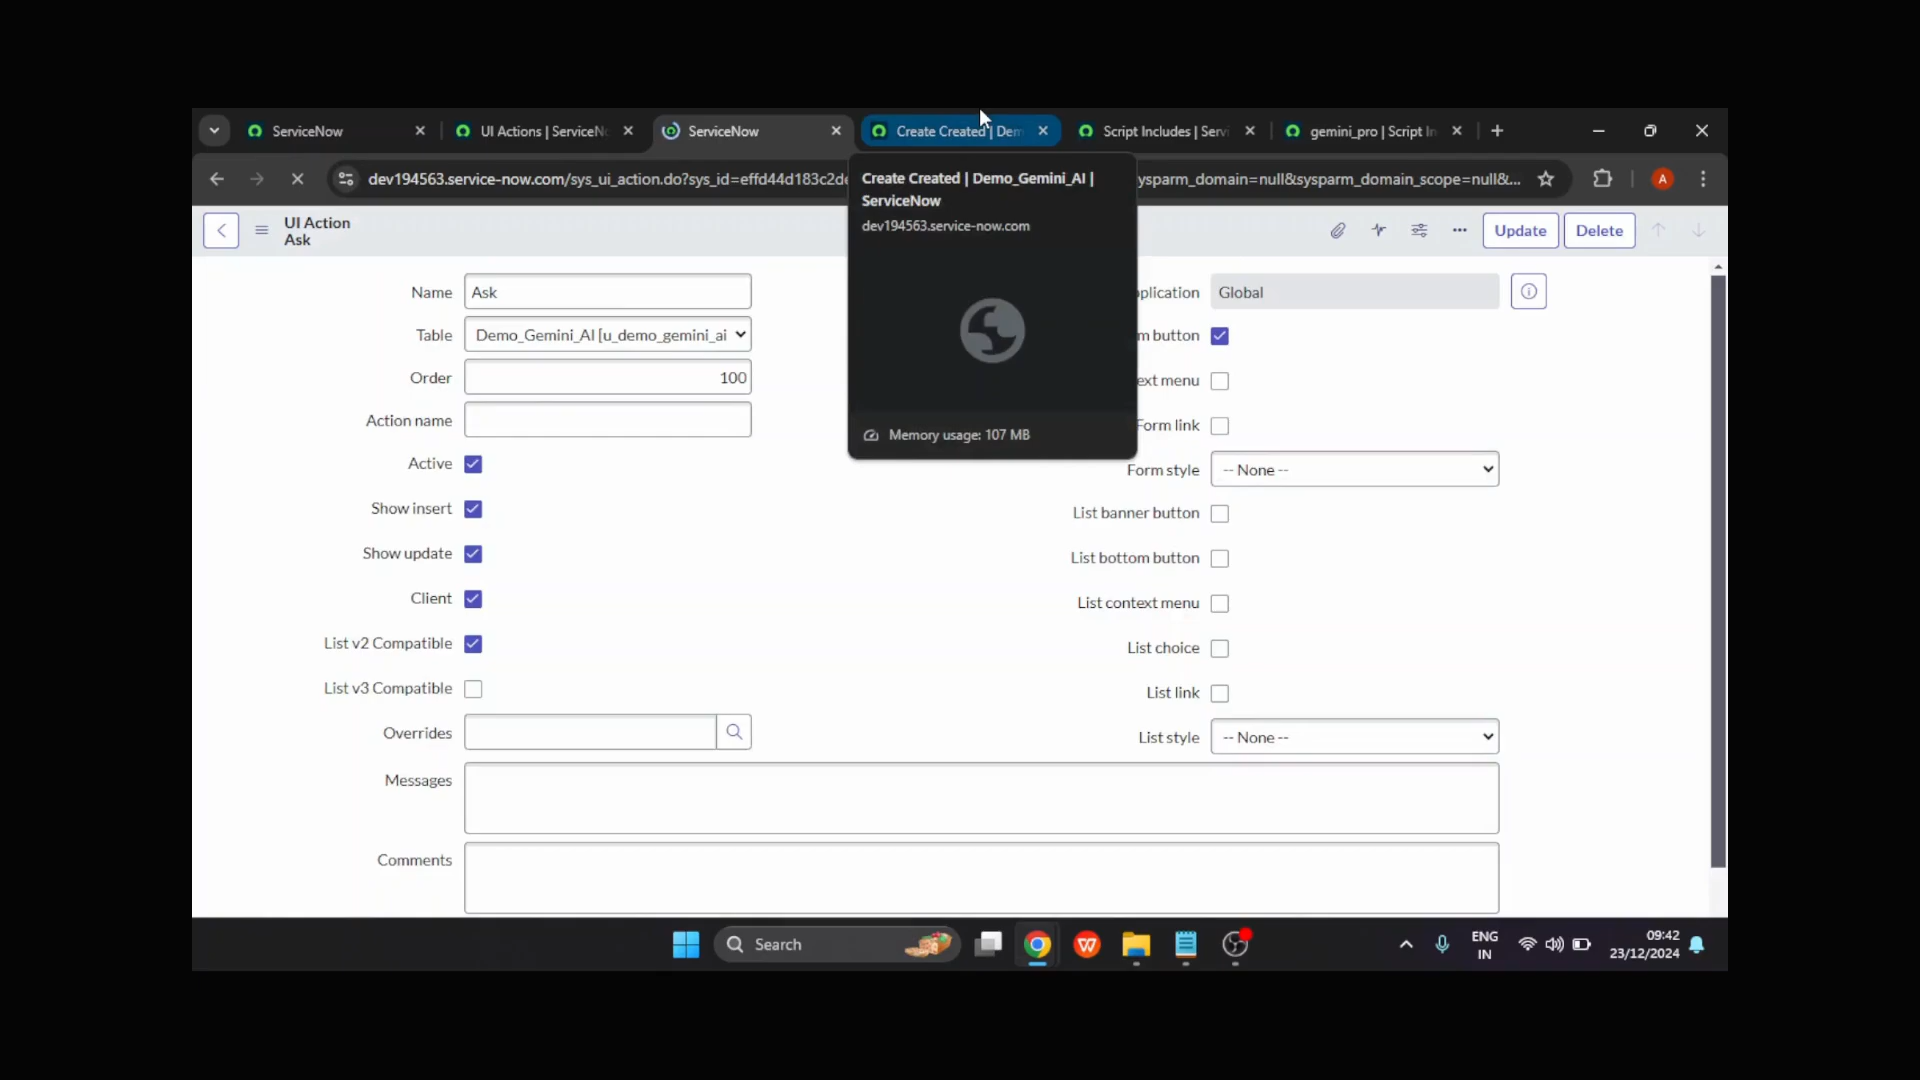 ServiceNow
UI Actions | ServiceN
ServiceNow
Create Created | Dem
Script Includes | Servi
gemini_pro | Script In
dev194563.service-now.com/sys_ui_action.do?sys_id=effd44d183c2de
ysparm_domain=null&sysparm_domain_scope=null&...
A
Create Created | Demo_Gemini_AI |
ServiceNow
dev194563.service-now.com
Memory usage: 107 MB
UI Action
Ask
Update
Delete
Name
Ask
Table
Demo_Gemini_AI [u_demo_gemini_ai
Order
100
Action name
Active
Show insert
Show update
Client
List v2 Compatible
List v3 Compatible
Overrides
Messages
Comments
plication
Global
m button
ext menu
Form link
Form style
-- None --
List banner button
List bottom button
List context menu
List choice
List link
List style
-- None --
Search
W
ENG
IN
09:42
23/12/2024